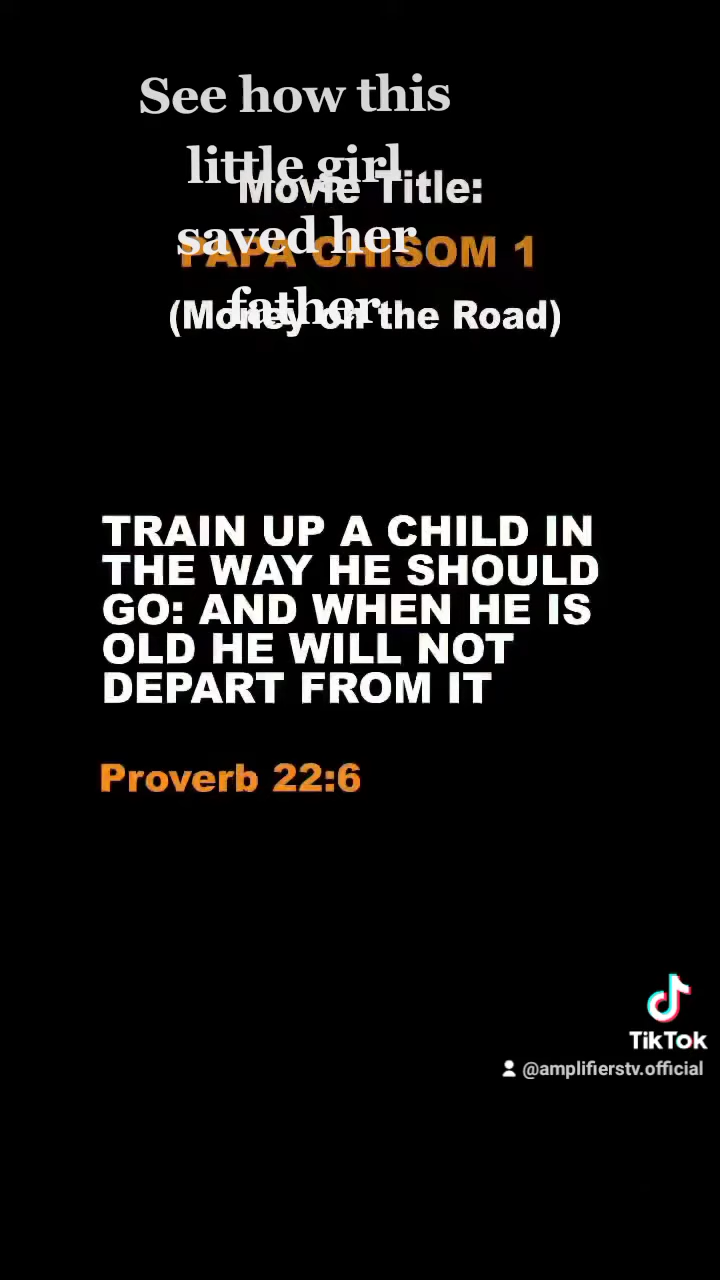 See how this
little girl
saved her
father
Movie Title:
PAPA CHISOM 1
(Money on the Road)
TRAIN UP A CHILD IN
THE WAY HE SHOULD
GO: AND WHEN HE IS
OLD HE WILL NOT
DEPART FROM IT
Proverb 22:6
TikTok
@amplifierstv.official